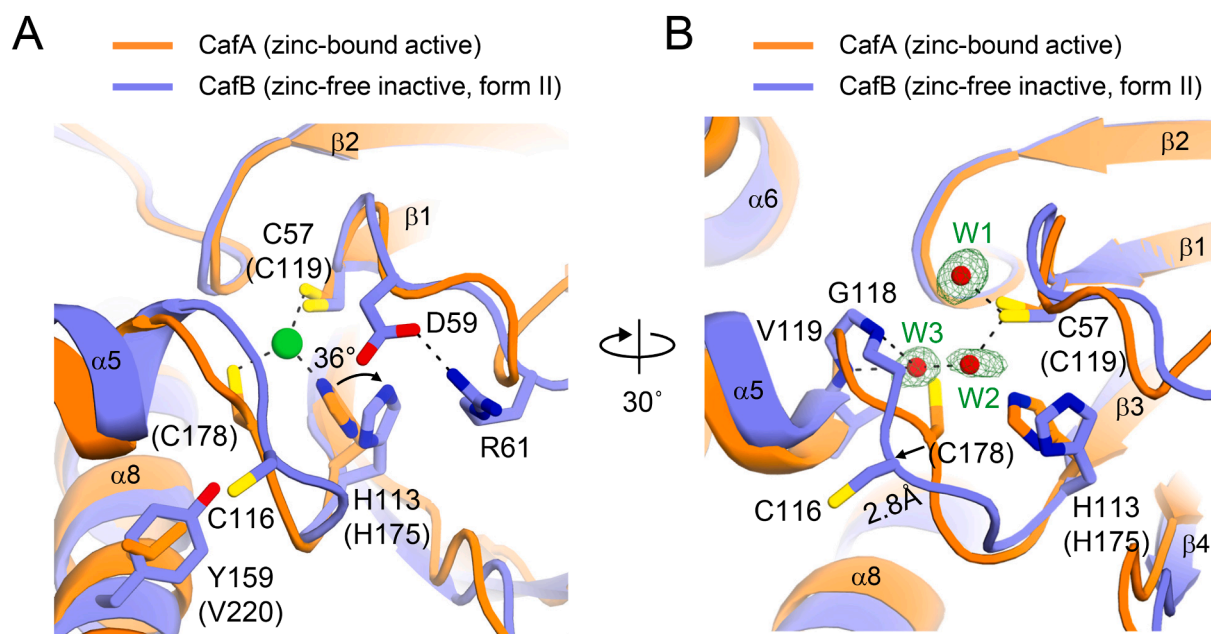 A
CafA (zinc-bound active)
CafB (zinc-free inactive, form II)
β2
C57
(C119)
β1
α5
36°
D59
(C178)
R61
α8
C116
H113
(H175)
Y159
(V220)
30°
B
CafA (zinc-bound active)
CafB (zinc-free inactive, form II)
β2
α6
W1
β1
G118
V119
W3
C57
(C119)
α5
W2
β3
(C178)
C116
2.8Å
H113
(H175)
β4
α8